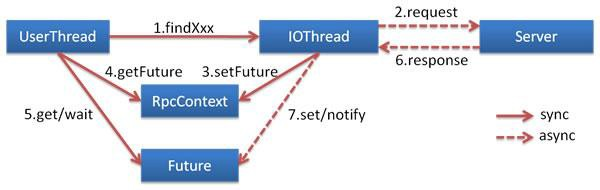 2.request
1.findXxx
UserThread
IOThread
Server
6.response
4.getFuture
3.setFuture
RpcContext
5.get/wait
7.set/notify
sync
async
Future